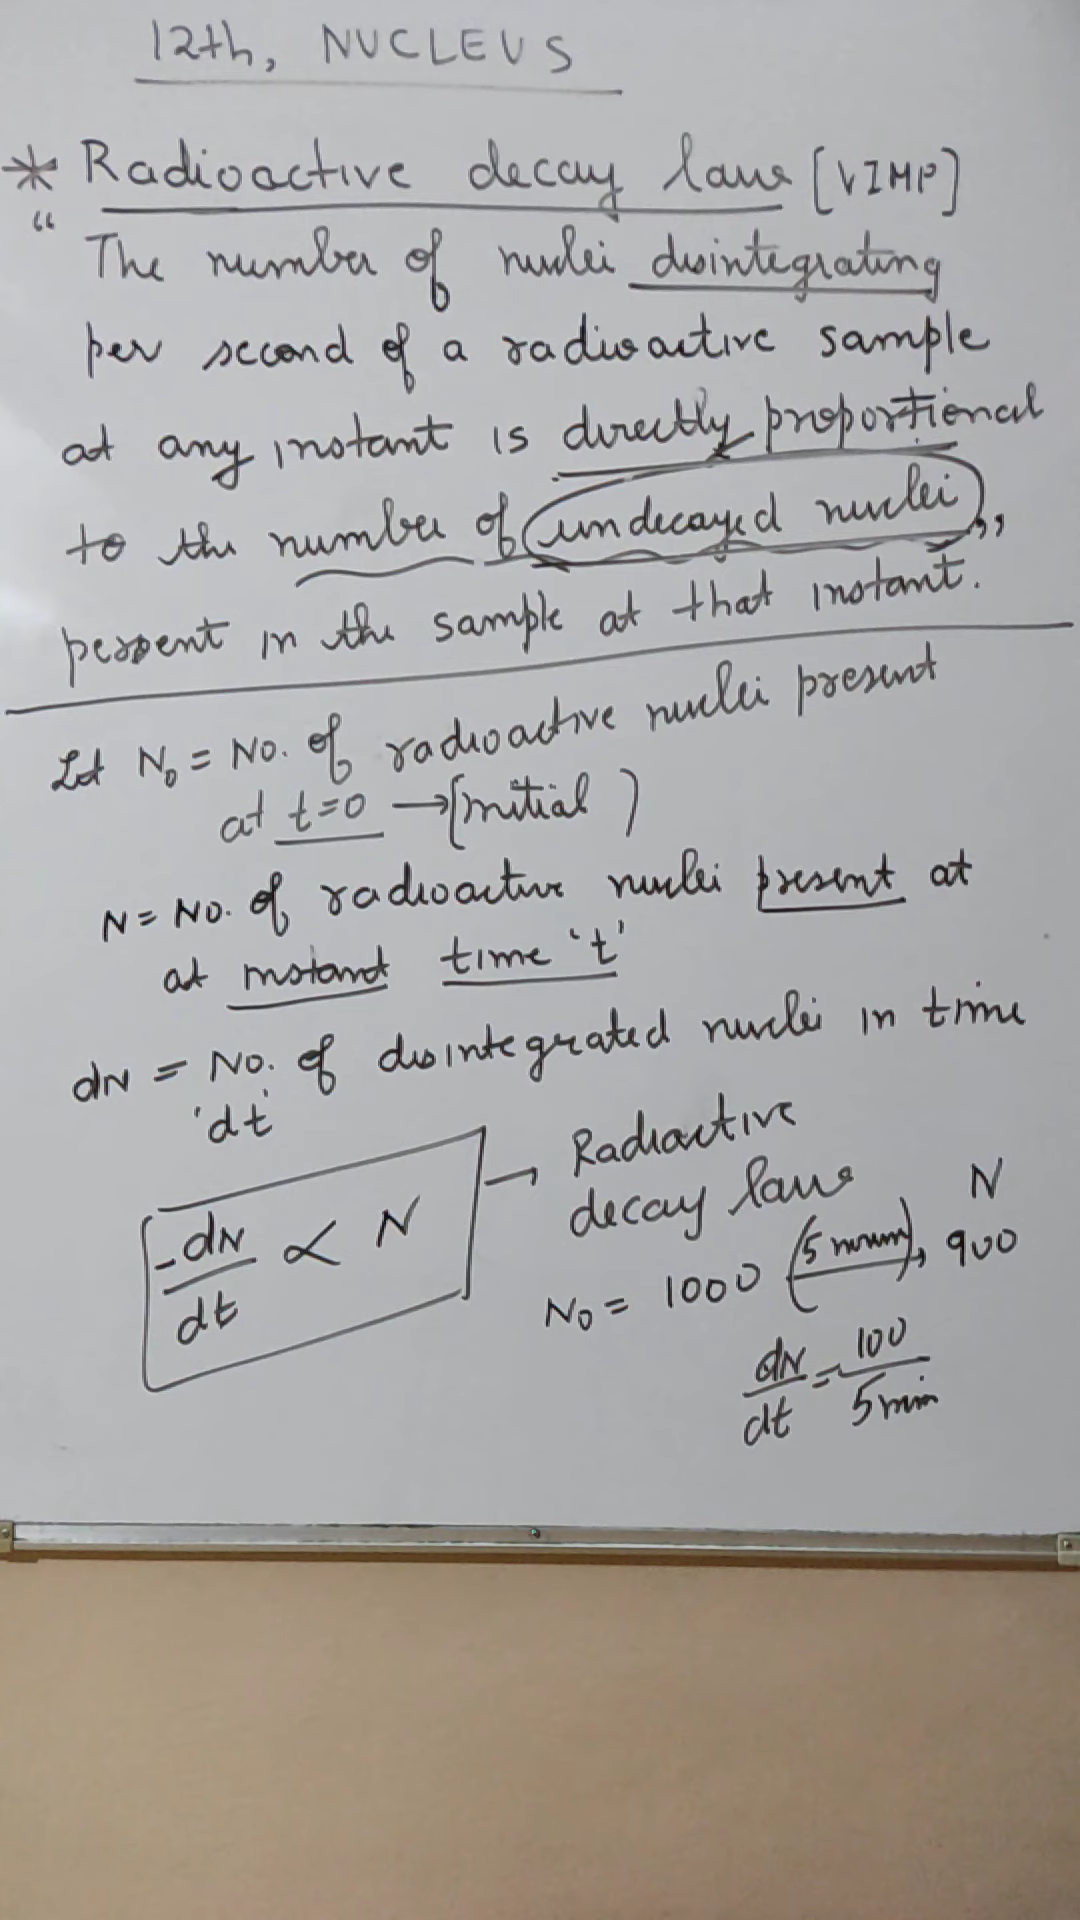 12th, NUCLEUS
* Radioactive decay law [VIMP]
“ The number of nuclei disintegrating
per second of a radioactive sample
at any instant is directly proportional
to the number of undecayed nuclei ”
persent in the sample at that instant.
Let N₀ = No. of radioactive nuclei present
at t=0 → (initial)
N = No. of radioactive nuclei present at
at instant time 't'
dN = No. of disintegrated nuclei in time
'dt'
-dN/dt ∝ N → Radioactive
decay law
N
N₀ = 1000 (5 minum), 900
dN/dt = 100/5 min